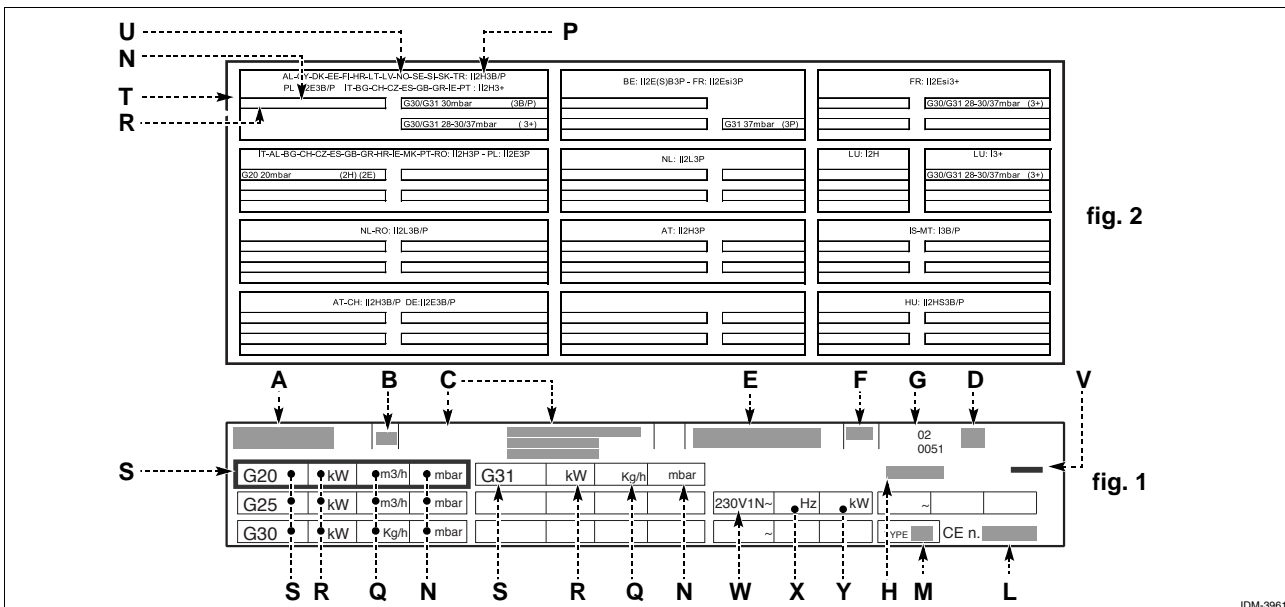 U P
N
AL-CY-DK-EE-FI-HR-LT-LV-NO-SE-SI-SK-TR: II2H3B/P
PL: II2E3B/P IT-BG-CH-CZ-ES-GB-GR-IE-PT : II2H3+
T
R
G30/G31 30mbar (3B/P)
G30/G31 28-30/37mbar ( 3+)
BE: II2E(S)B3P - FR: II2Esi3P
G31 37mbar (3P)
FR: II2Esi3+
G30/G31 28-30/37mbar (3+)
IT-AL-BG-CH-CZ-ES-GB-GR-HR-IE-MK-PT-RO: II2H3P - PL: II2E3P
G20 20mbar (2H) (2E)
NL: II2L3P
LU: I2H
LU: I3+
G30/G31 28-30/37mbar (3+)
fig. 2
NL-RO: II2L3B/P
AT: II2H3P
IS-MT: I3B/P
AT-CH: II2H3B/P DE:II2E3B/P
HU: II2HS3B/P
A B C E F G D V
02
0051
S
G20 kW m3/h mbar G31 kW Kg/h mbar
fig. 1
G25 kW m3/h mbar 230V1N~ Hz kW ~
G30 kW Kg/h mbar ~ TYPE CE n.
S R Q N S R Q N W X Y H M L
IDM-3961